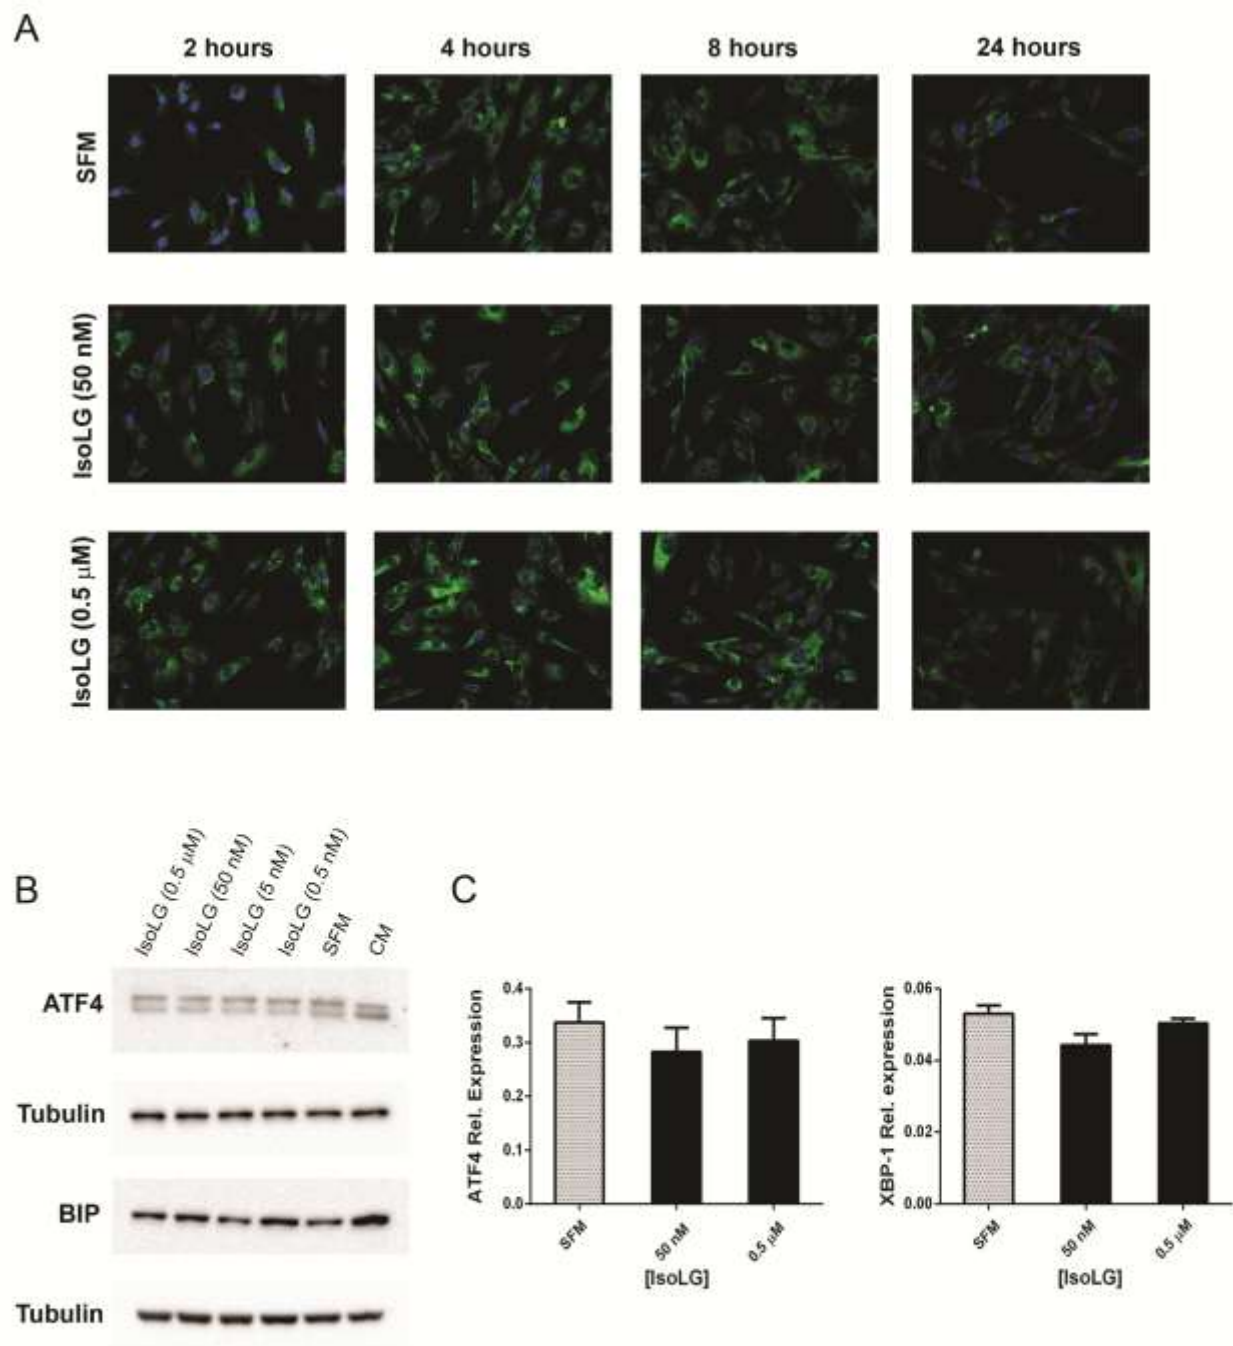 A
2 hours 4 hours 8 hours 24 hours
SFM
IsoLG (50 nM)
IsoLG (0.5 μM)
B
IsoLG (0.5 μM) IsoLG (50 nM) IsoLG (5 nM) IsoLG (0.5 nM) SFM CM
ATF4
Tubulin
BIP
Tubulin
C
ATF4 Rel. Expression
0.4
0.3
0.2
0.1
0.0
SFM 50 nM 0.5 μM
[IsoLG]
XBP-1 Rel. expression
0.06
0.04
0.02
0.00
SFM 50 nM 0.5 μM
[IsoLG]